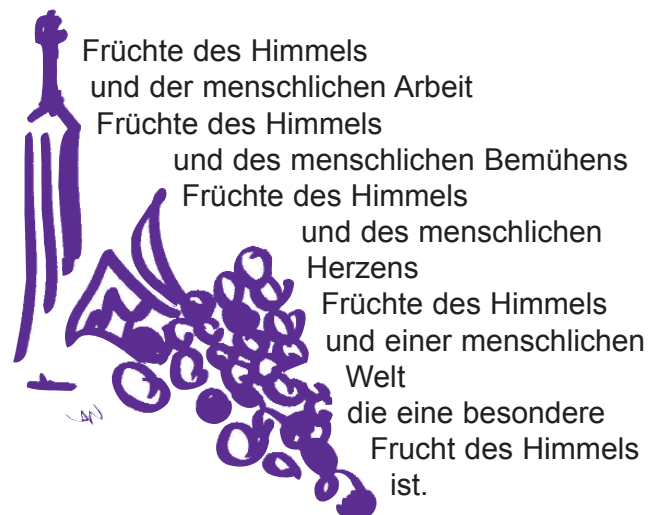 Früchte des Himmels
und der menschlichen Arbeit
Früchte des Himmels
und des menschlichen Bemühens
Früchte des Himmels
und des menschlichen
Herzens
Früchte des Himmels
und einer menschlichen
Welt
die eine besondere
Frucht des Himmels
ist.